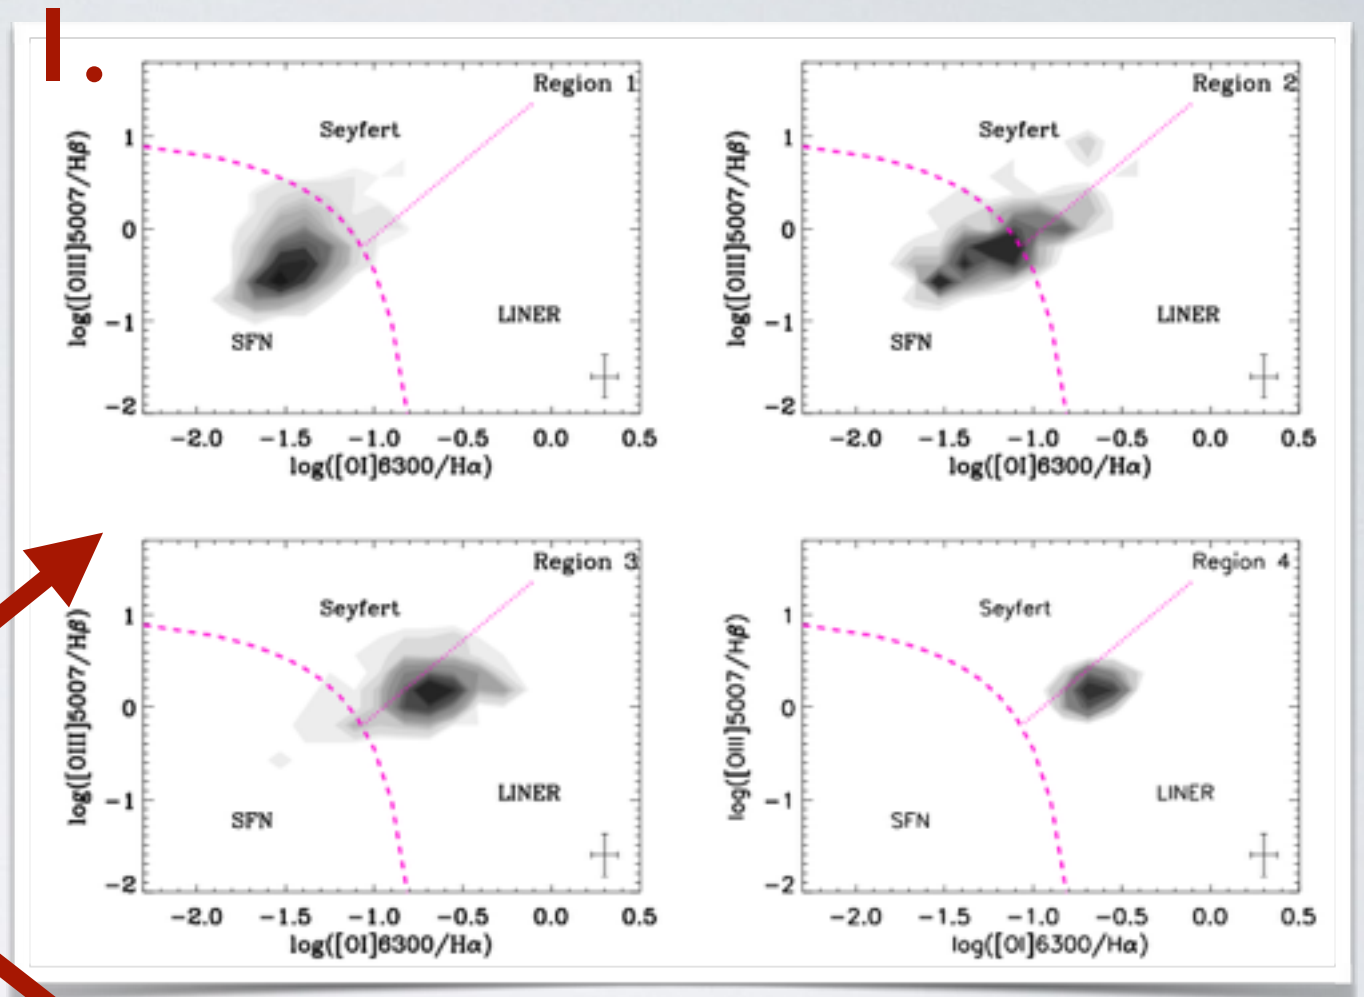 1.
Region 1
Seyfert
log([OIII]5007/Hβ)
1
0
−1
−2
SFN
LINER
−2.0 −1.5 −1.0 −0.5 0.0 0.5
log([OI]6300/Hα)
Region 2
Seyfert
log([OIII]5007/Hβ)
1
0
−1
−2
SFN
LINER
−2.0 −1.5 −1.0 −0.5 0.0 0.5
log([OI]6300/Hα)
Region 3
Seyfert
log([OIII]5007/Hβ)
1
0
−1
−2
SFN
LINER
−2.0 −1.5 −1.0 −0.5 0.0 0.5
log([OI]6300/Hα)
Region 4
Seyfert
log([OIII]5007/Hβ)
1
0
−1
−2
SFN
LINER
−2.0 −1.5 −1.0 −0.5 0.0 0.5
log([OI]6300/Hα)